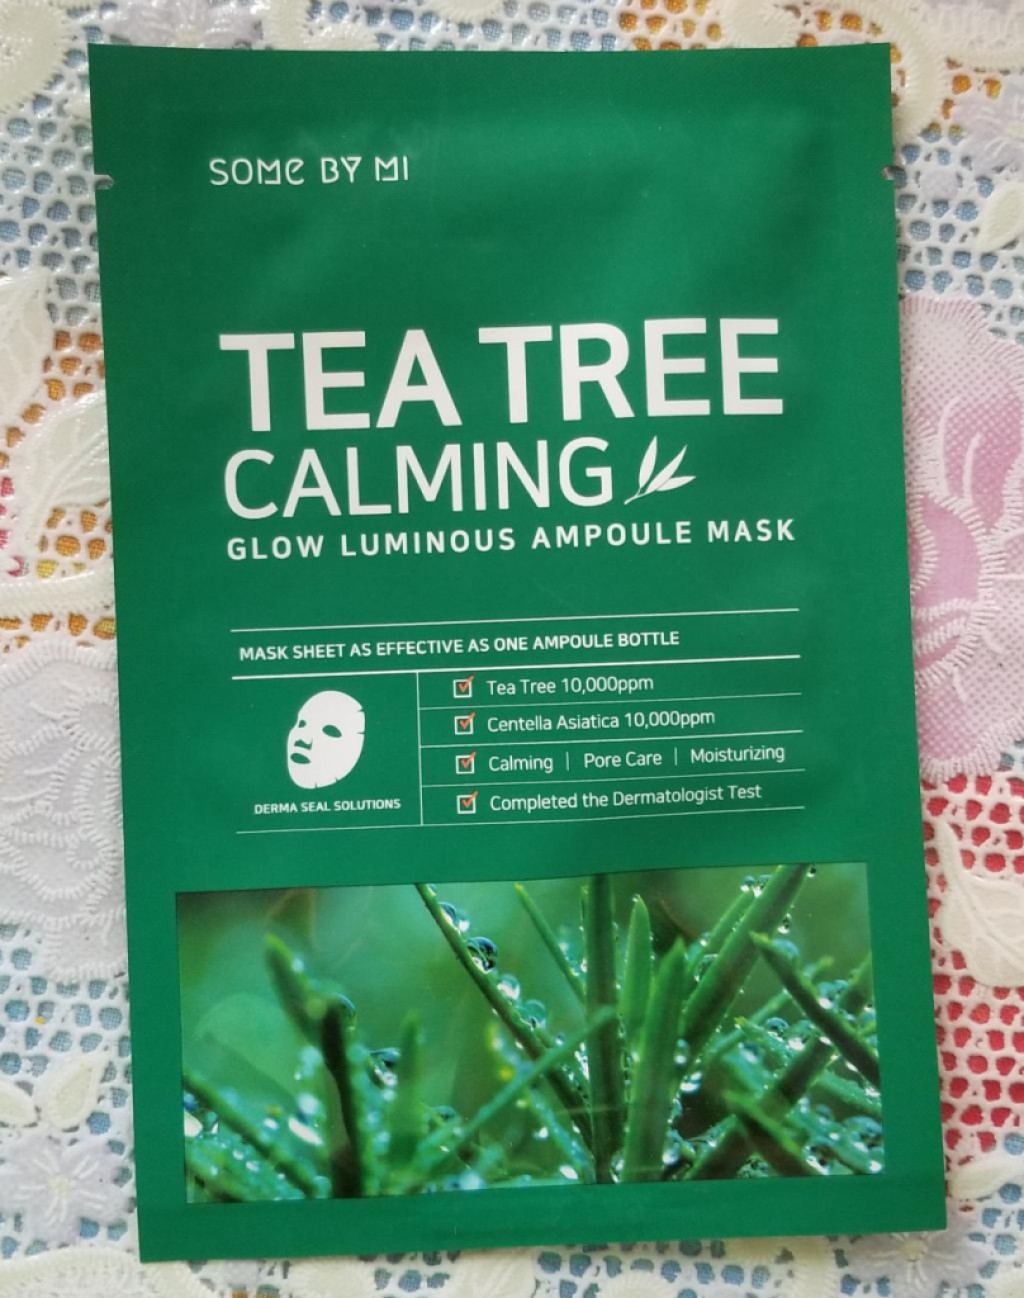 SOME BY MI
TEA TREE
CALMING
GLOW LUMINOUS AMPOULE MASK
MASK SHEET AS EFFECTIVE AS ONE AMPOULE BOTTLE
Tea Tree 10,000ppm
Centella Asiatica 10,000ppm
Calming | Pore Care | Moisturizing
Completed the Dermatologist Test
DERMA SEAL SOLUTIONS